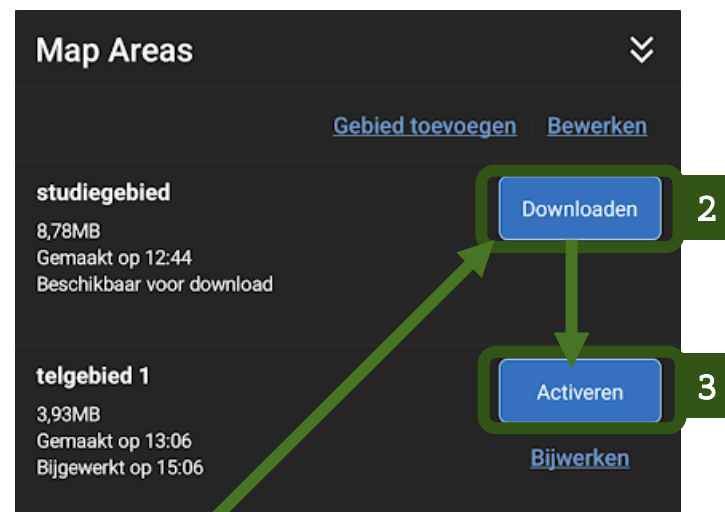 Map Areas
Gebied toevoegen Bewerken
studiegebied
Downloaden 2
8,78MB
Gemaakt op 12:44
Beschikbaar voor download
telgebied 1
Activeren 3
3,93MB
Gemaakt op 13:06
Bijgewerkt op 15:06
Bijwerken